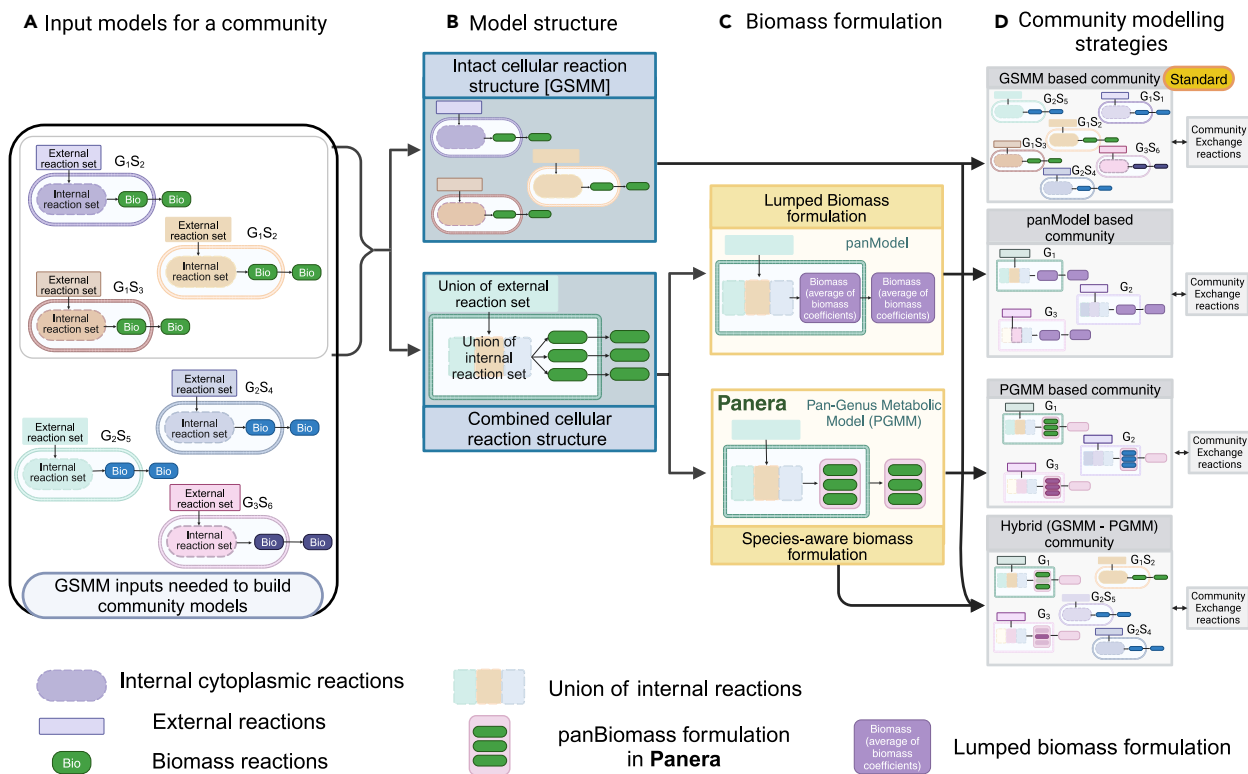 A Input models for a community
External
reaction set
G₁S₂
Internal
reaction set
Bio
Bio
External
reaction set
G₁S₂
Internal
reaction set
Bio
Bio
External
reaction set
G₁S₃
Internal
reaction set
Bio
Bio
External
reaction set
G₂S₄
Internal
reaction set
Bio
Bio
External
reaction set
G₂S₅
Internal
reaction set
Bio
Bio
External
reaction set
G₃S₆
Internal
reaction set
Bio
Bio
GSMM inputs needed to build
community models
B Model structure
Intact cellular reaction
structure [GSMM]
Union of external
reaction set
Union of
internal
reaction set
Combined cellular
reaction structure
C Biomass formulation
Lumped Biomass
formulation
panModel
Biomass
(average of
biomass
coefficients)
Biomass
(average of
biomass
coefficients)
Panera
Pan-Genus Metabolic
Model (PGMM)
Species-aware biomass
formulation
D Community modelling
strategies
GSMM based community
Standard
G₂S₅
G₁S₁
G₁S₂
G₁S₃
G₃S₆
G₂S₄
Community
Exchange
reactions
panModel based
community
G₁
G₂
G₃
Community
Exchange
reactions
PGMM based community
G₁
G₂
G₃
Community
Exchange
reactions
Hybrid (GSMM - PGMM)
community
G₁
G₁S₂
G₂S₅
G₃
G₂S₄
Community
Exchange
reactions
Internal cytoplasmic reactions
External reactions
Bio
Biomass reactions
Union of internal reactions
panBiomass formulation
in Panera
Biomass
(average of
biomass
coefficients)
Lumped biomass formulation